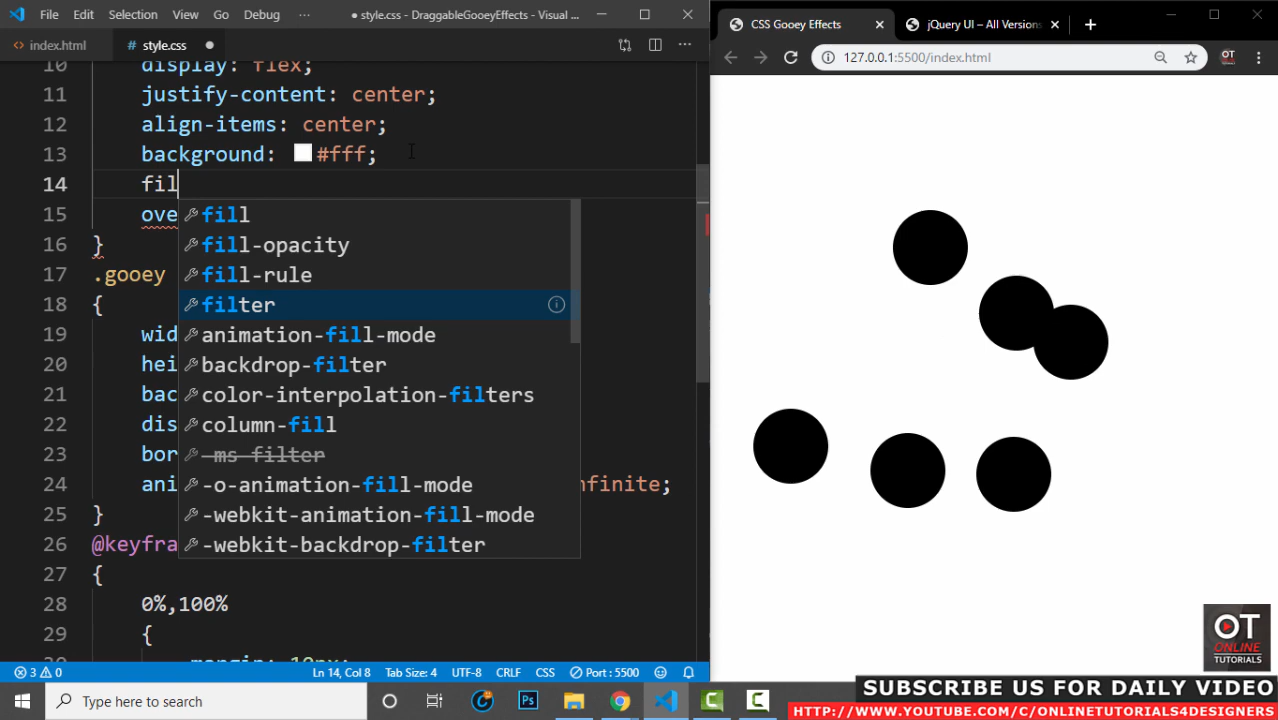 File Edit Selection View Go Debug ··· ● style.css - DraggableGooeyEffects - Visual ...
index.html style.css ●
10 display: flex;
11 justify-content: center;
12 align-items: center;
13 background: #fff;
14 fil
15 ove
16 }
17 .gooey
18 {
19 wid
20 hei
21 bac
22 dis
23 bor
24 ani nfinite;
25 }
26 @keyfra
27 {
28 0%,100%
29 {
margin: 10px;
fill
fill-opacity
fill-rule
filter
animation-fill-mode
backdrop-filter
color-interpolation-filters
column-fill
-ms-filter
-o-animation-fill-mode
-webkit-animation-fill-mode
-webkit-backdrop-filter
3 0 Ln 14, Col 8 Tab Size: 4 UTF-8 CRLF CSS Port : 5500
CSS Gooey Effects jQuery UI – All Versions
127.0.0.1:5500/index.html
OT
OT
ONLINE
TUTORIALS
Type here to search
Ps
SUBSCRIBE US FOR DAILY VIDEO
HTTP://WWW.YOUTUBE.COM/C/ONLINETUTORIALS4DESIGNERS